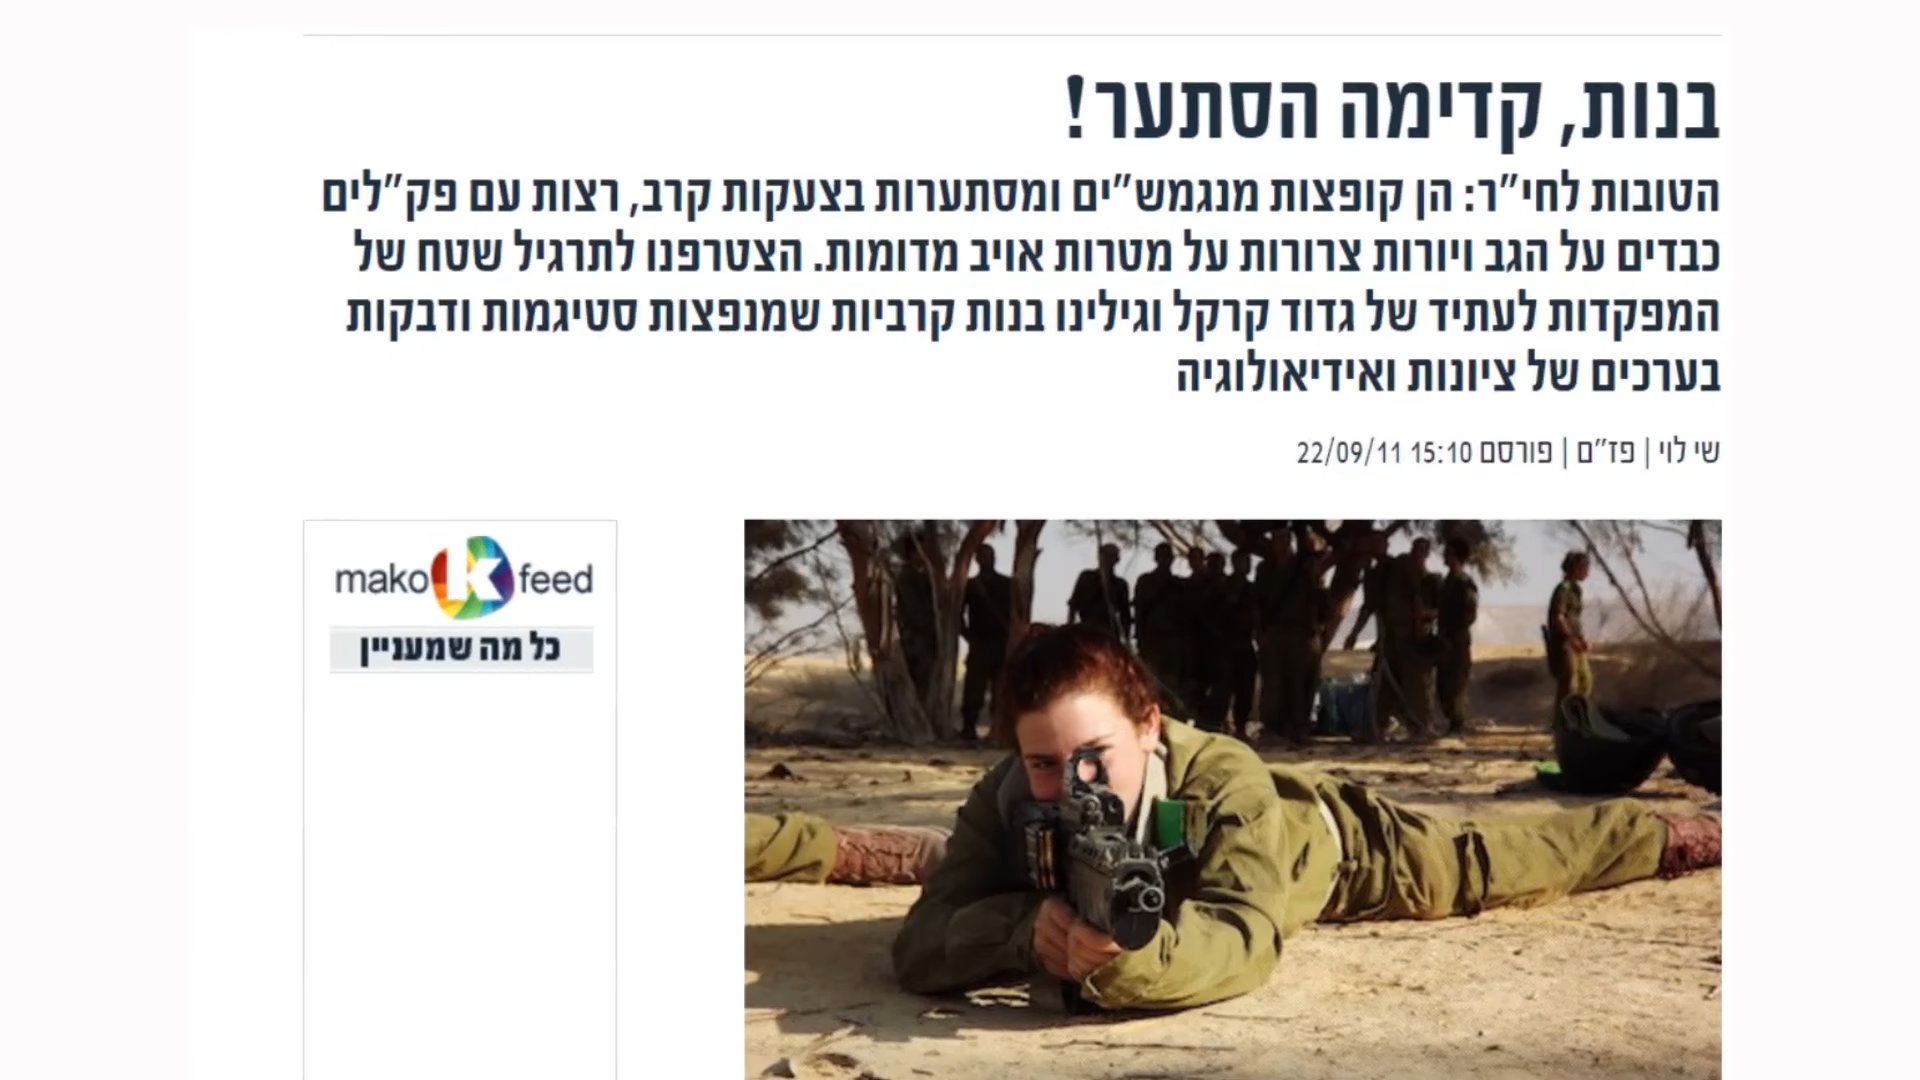 בנות, קדימה הסתער!
הטובות לחי"ר: הן קופצות מנגמש"ים ומסתערות בצעקות קרב, רצות עם פק"לים
כבדים על הגב ויורות צרורות על מטרות אויב מדומות. הצטרפנו לתרגיל שטח של
המפקדות לעתיד של גדוד קרקל וגילינו בנות קרביות שמנפצות סטיגמות ודבקות
בערכים של ציונות ואידיאולוגיה
שי לוי | פז"ם | פורסם 15:10 22/09/11
mako k feed
כל מה שמעניין